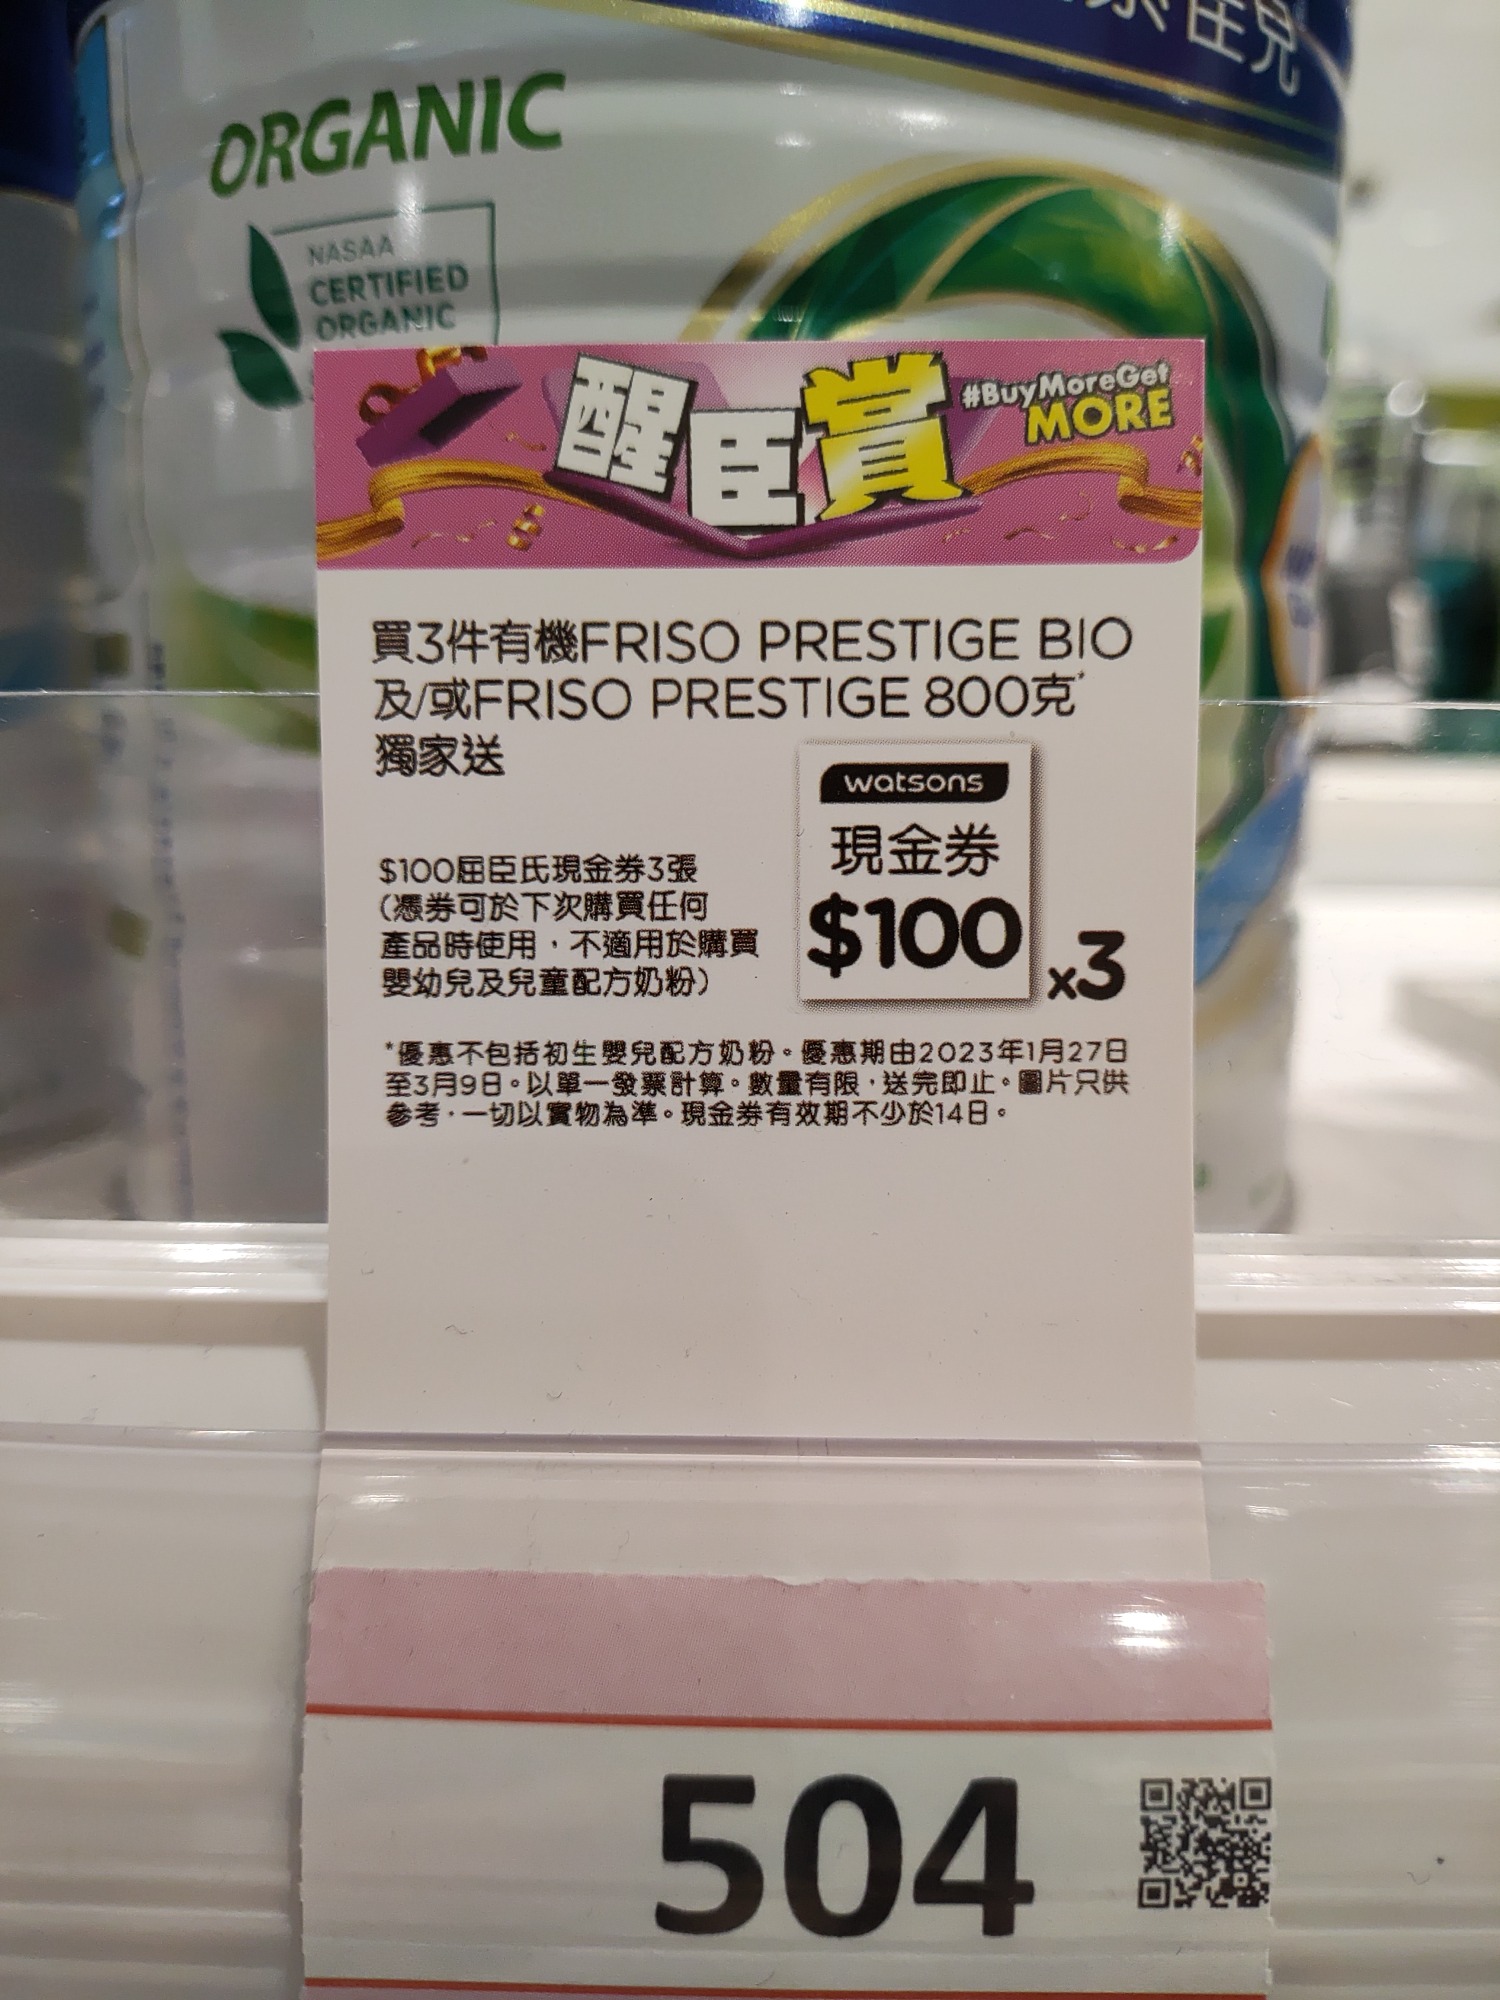 ORGANIC
NASAA
CERTIFIED
ORGANIC
醒臣賞
#BuyMoreGet
MORE
買3件有機FRISO PRESTIGE BIO
及/或FRISO PRESTIGE 800克*
獨家送
$100屈臣氏現金券3張
(憑券可於下次購買任何
產品時使用,不適用於購買
嬰幼兒及兒童配方奶粉)
watsons
現金券
$100
x3
*優惠不包括初生嬰兒配方奶粉。優惠期由2023年1月27日
至3月9日。以單一發票計算。數量有限,送完即止。圖片只供
參考,一切以實物為準。現金券有效期不少於14日。
504